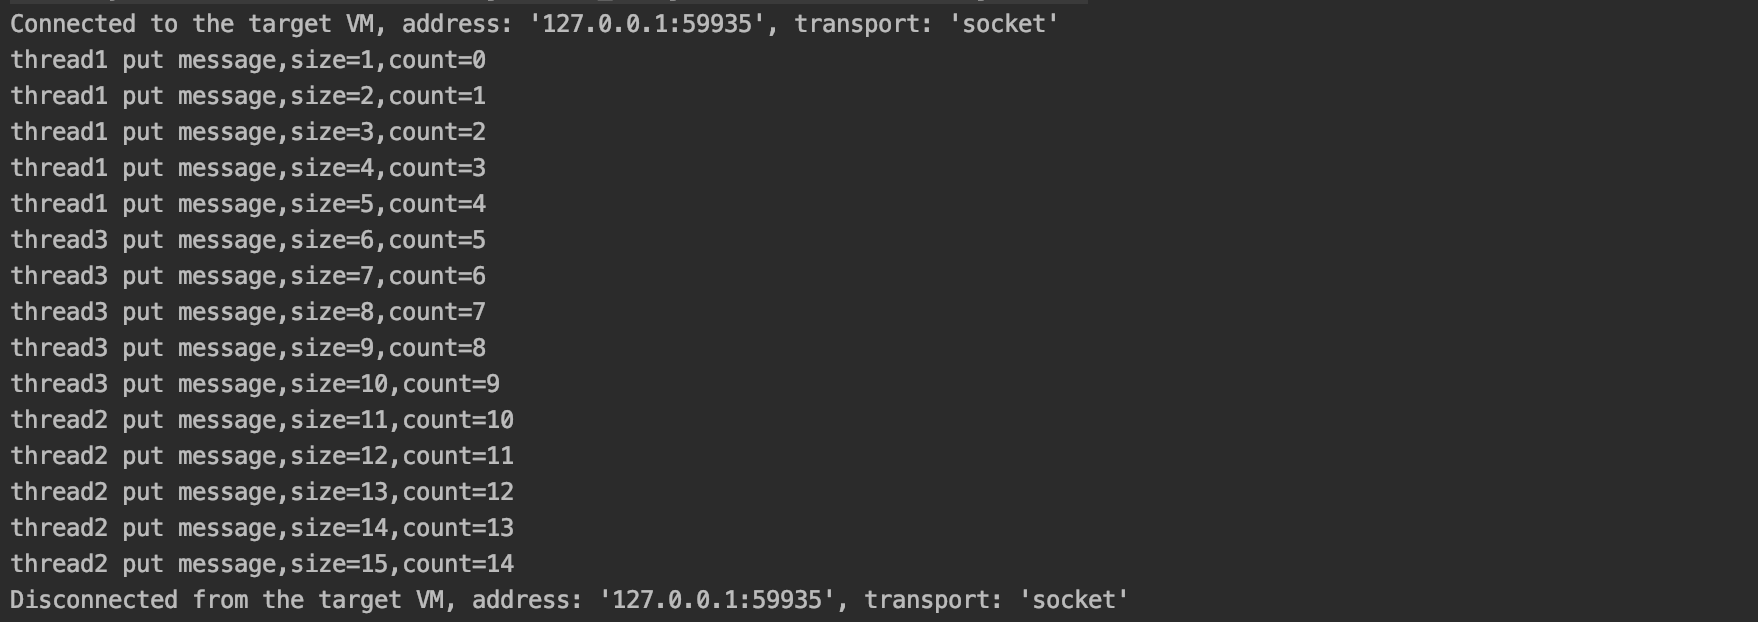 Connected to the target VM, address: '127.0.0.1:59935', transport: 'socket'
thread1 put message,size=1,count=0
thread1 put message,size=2,count=1
thread1 put message,size=3,count=2
thread1 put message,size=4,count=3
thread1 put message,size=5,count=4
thread3 put message,size=6,count=5
thread3 put message,size=7,count=6
thread3 put message,size=8,count=7
thread3 put message,size=9,count=8
thread3 put message,size=10,count=9
thread2 put message,size=11,count=10
thread2 put message,size=12,count=11
thread2 put message,size=13,count=12
thread2 put message,size=14,count=13
thread2 put message,size=15,count=14
Disconnected from the target VM, address: '127.0.0.1:59935', transport: 'socket'